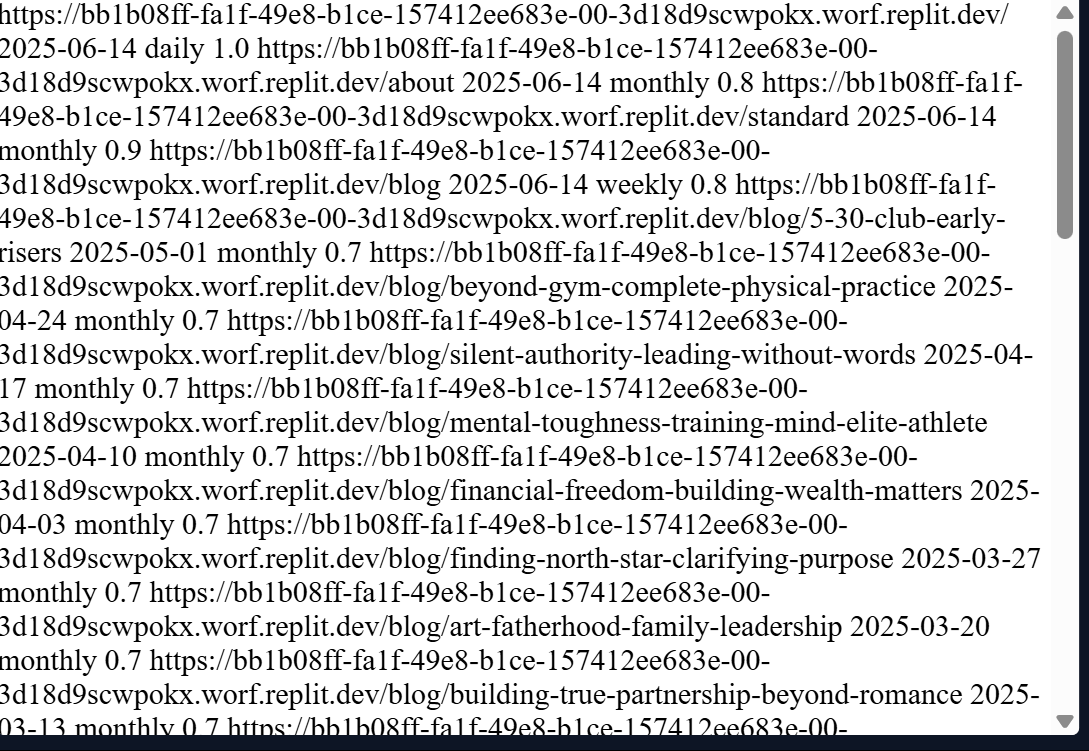 https://bb1b08ff-fa1f-49e8-b1ce-157412ee683e-00-3d18d9scwpokx.worf.replit.dev/
2025-06-14 daily 1.0 https://bb1b08ff-fa1f-49e8-b1ce-157412ee683e-00-
3d18d9scwpokx.worf.replit.dev/about 2025-06-14 monthly 0.8 https://bb1b08ff-fa1f-
49e8-b1ce-157412ee683e-00-3d18d9scwpokx.worf.replit.dev/standard 2025-06-14
monthly 0.9 https://bb1b08ff-fa1f-49e8-b1ce-157412ee683e-00-
3d18d9scwpokx.worf.replit.dev/blog 2025-06-14 weekly 0.8 https://bb1b08ff-fa1f-
49e8-b1ce-157412ee683e-00-3d18d9scwpokx.worf.replit.dev/blog/5-30-club-early-
risers 2025-05-01 monthly 0.7 https://bb1b08ff-fa1f-49e8-b1ce-157412ee683e-00-
3d18d9scwpokx.worf.replit.dev/blog/beyond-gym-complete-physical-practice 2025-
04-24 monthly 0.7 https://bb1b08ff-fa1f-49e8-b1ce-157412ee683e-00-
3d18d9scwpokx.worf.replit.dev/blog/silent-authority-leading-without-words 2025-04-
17 monthly 0.7 https://bb1b08ff-fa1f-49e8-b1ce-157412ee683e-00-
3d18d9scwpokx.worf.replit.dev/blog/mental-toughness-training-mind-elite-athlete
2025-04-10 monthly 0.7 https://bb1b08ff-fa1f-49e8-b1ce-157412ee683e-00-
3d18d9scwpokx.worf.replit.dev/blog/financial-freedom-building-wealth-matters 2025-
04-03 monthly 0.7 https://bb1b08ff-fa1f-49e8-b1ce-157412ee683e-00-
3d18d9scwpokx.worf.replit.dev/blog/finding-north-star-clarifying-purpose 2025-03-27
monthly 0.7 https://bb1b08ff-fa1f-49e8-b1ce-157412ee683e-00-
3d18d9scwpokx.worf.replit.dev/blog/art-fatherhood-family-leadership 2025-03-20
monthly 0.7 https://bb1b08ff-fa1f-49e8-b1ce-157412ee683e-00-
3d18d9scwpokx.worf.replit.dev/blog/building-true-partnership-beyond-romance 2025-
03-13 monthly 0.7 https://bb1b08ff-fa1f-49e8-b1ce-157412ee683e-00-